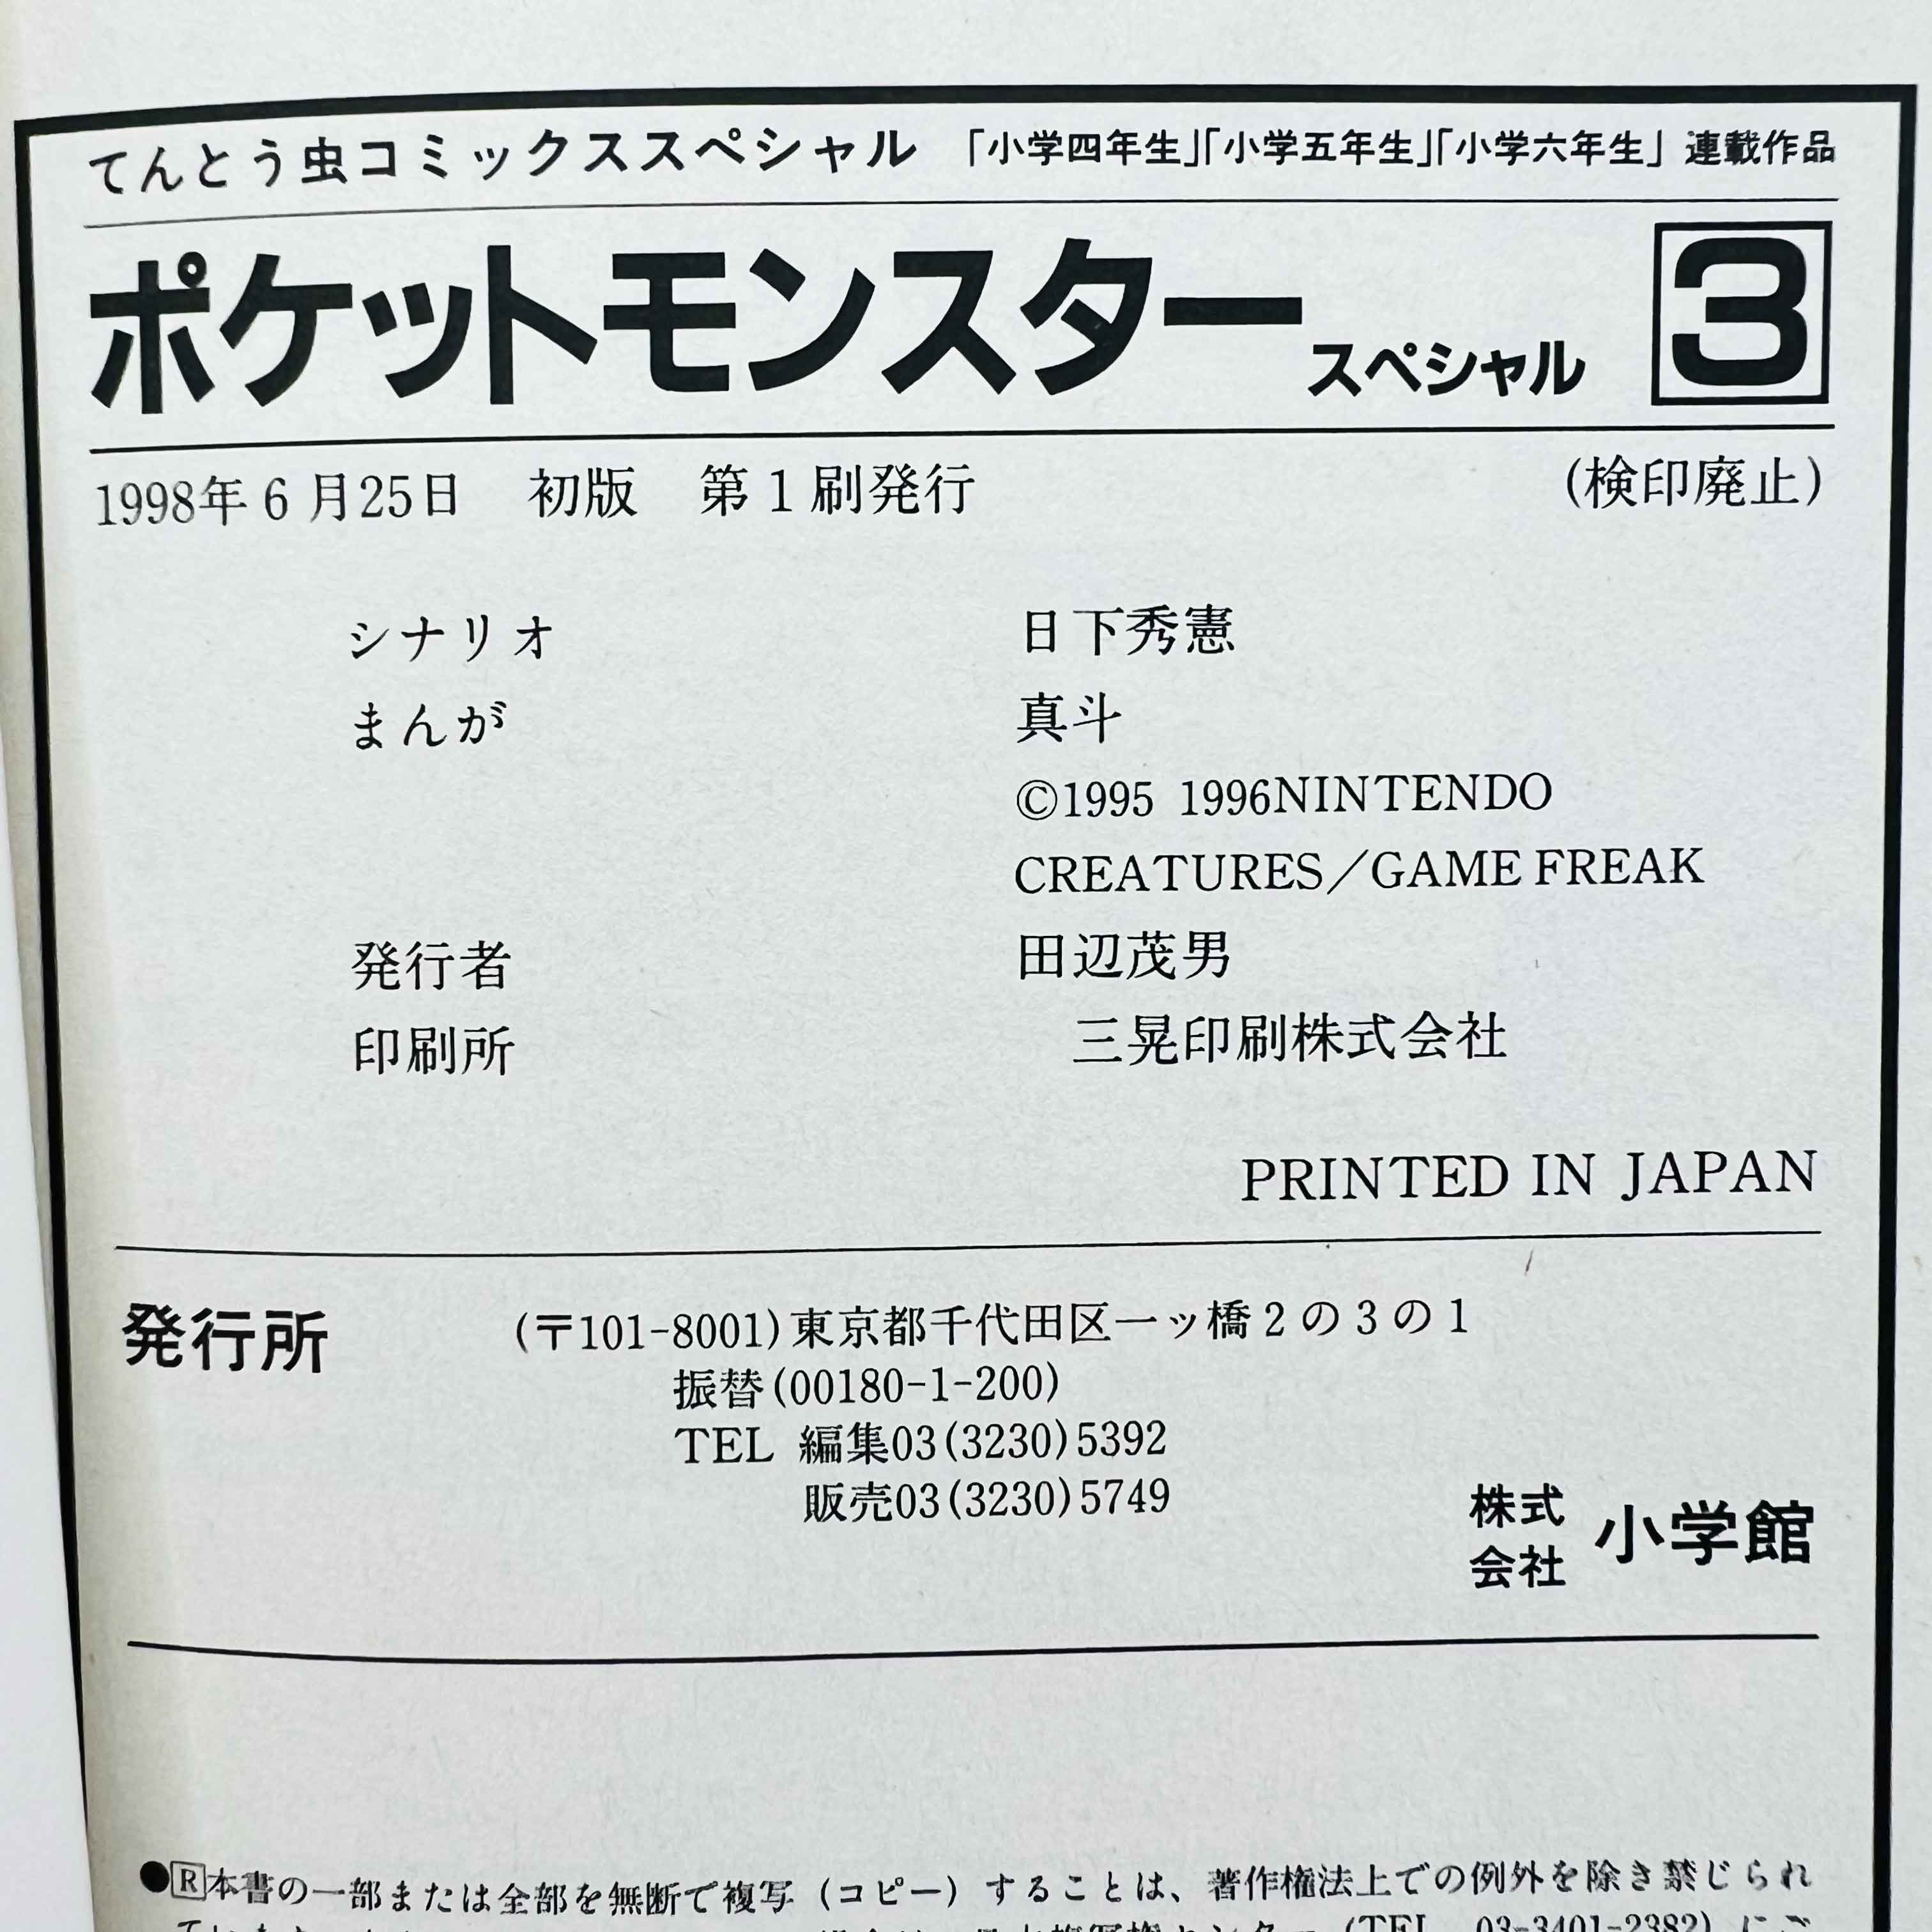 てんとう虫コミックススペシャル 「小学四年生」「小学五年生」「小学六年生」連載作品
ポケットモンスタースペシャル 3
1998年6月25日 初版 第1刷発行 (検印廃止)
シナリオ 日下秀憲
まんが 真斗
©1995 1996NINTENDO
CREATURES／GAME FREAK
発行者 田辺茂男
印刷所 三晃印刷株式会社
PRINTED IN JAPAN
発行所 (〒101-8001)東京都千代田区一ッ橋2の3の1
振替(00180-1-200)
TEL 編集03(3230)5392
販売03(3230)5749
株式会社 小学館
●R本書の一部または全部を無断で複写（コピー）することは、著作権法上での例外を除き禁じられ
(TEL 03-3401-2382)にご